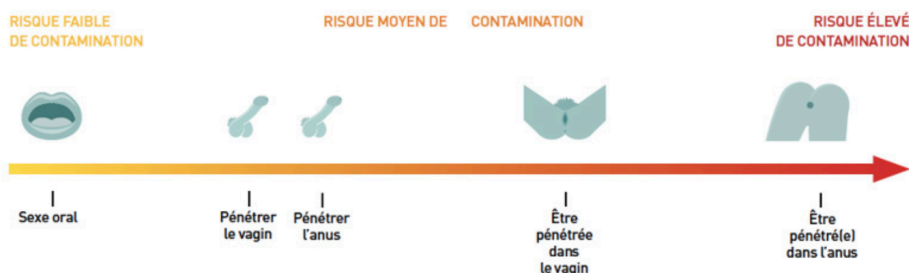 RISQUE FAIBLE
DE CONTAMINATION
RISQUE MOYEN DE CONTAMINATION
RISQUE ÉLEVÉ
DE CONTAMINATION
Sexe oral
Pénétrer
le vagin
Pénétrer
l'anus
Être
pénétrée
dans
le vagin
Être
pénétré(e)
dans l'anus